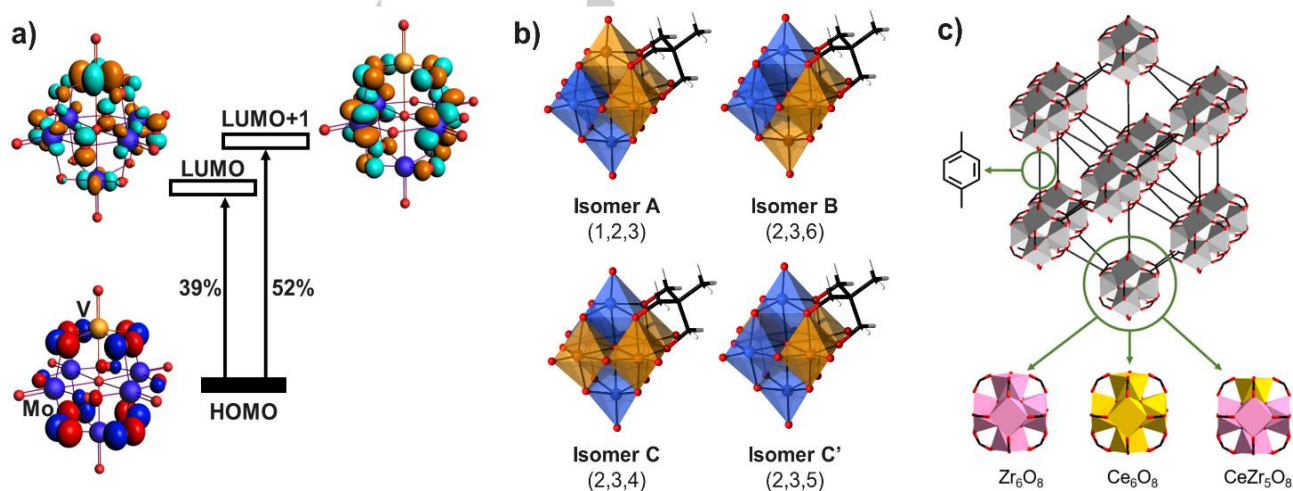 a)
LUMO+1
LUMO
V
39%
52%
Mo
HOMO
b)
Isomer A
(1,2,3)
Isomer B
(2,3,6)
Isomer C
(2,3,4)
Isomer C’
(2,3,5)
c)
Zr6O8
Ce6O8
CeZr5O8